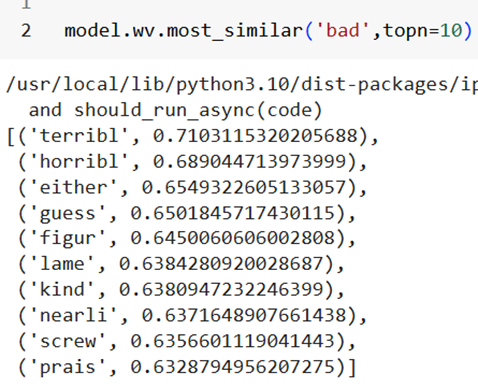 1
2 model.wv.most_similar('bad',topn=10)
/usr/local/lib/python3.10/dist-packages/ip
and should_run_async(code)
[('terribl', 0.7103115320205688),
('horribl', 0.689044713973999),
('either', 0.6549322605133057),
('guess', 0.6501845717430115),
('figur', 0.6450060606002808),
('lame', 0.6384280920028687),
('kind', 0.6380947232246399),
('nearli', 0.6371648907661438),
('screw', 0.6356601119041443),
('prais', 0.6328794956207275)]